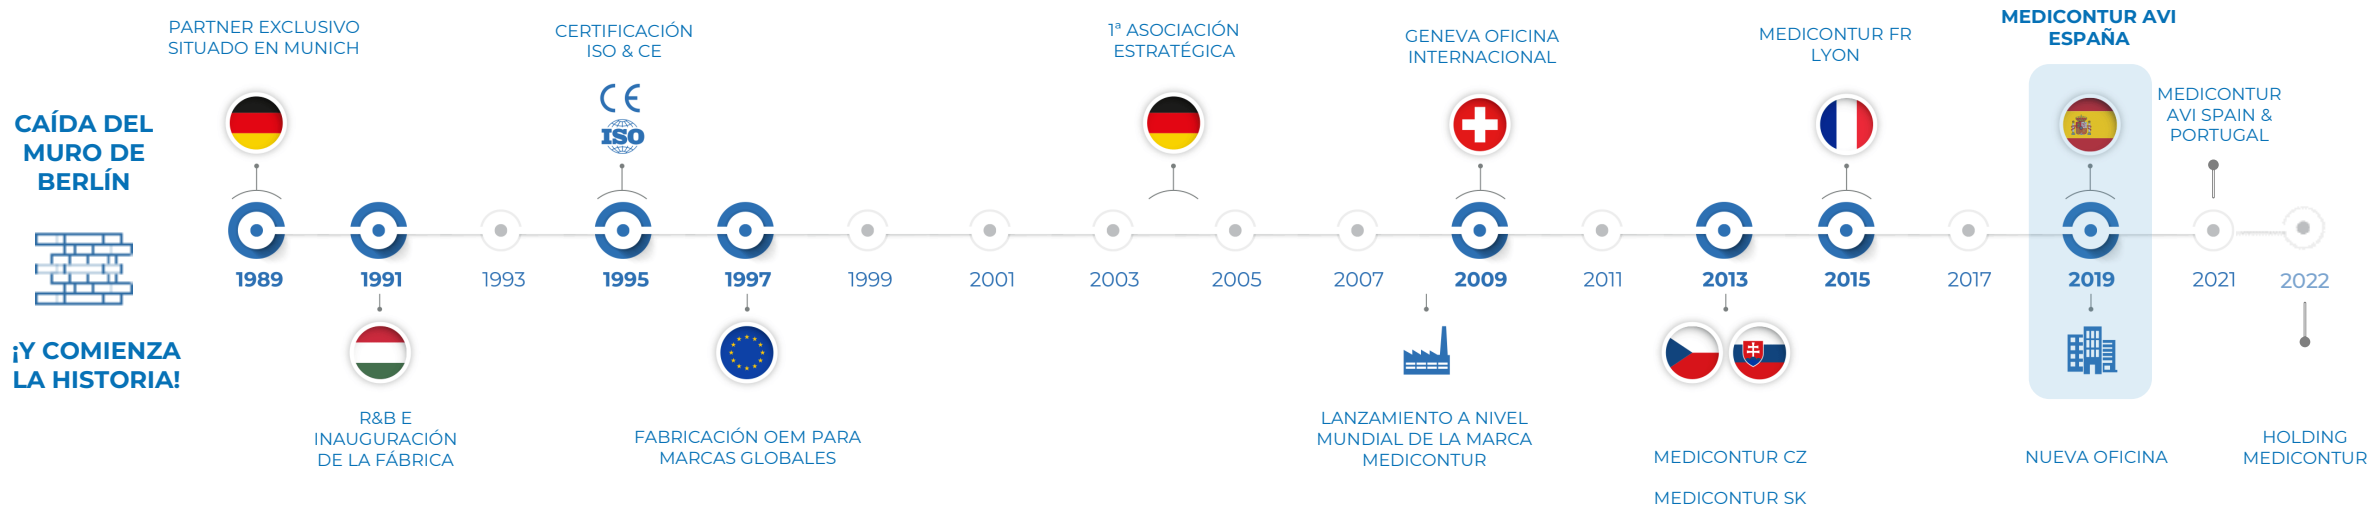 CAÍDA DEL
MURO DE
BERLÍN
¡Y COMIENZA
LA HISTORIA!
PARTNER EXCLUSIVO
SITUADO EN MUNICH
CERTIFICACIÓN
ISO & CE
CE
ISO
1ª ASOCIACIÓN
ESTRATÉGICA
GENEVA OFICINA
INTERNACIONAL
MEDICONTUR FR
LYON
MEDICONTUR AVI
ESPAÑA
MEDICONTUR
AVI SPAIN &
PORTUGAL
1989
1991
1993
1995
1997
1999
2001
2003
2005
2007
2009
2011
2013
2015
2017
2019
2021
2022
R&B E
INAUGURACIÓN
DE LA FÁBRICA
FABRICACIÓN OEM PARA
MARCAS GLOBALES
LANZAMIENTO A NIVEL
MUNDIAL DE LA MARCA
MEDICONTUR
MEDICONTUR CZ
MEDICONTUR SK
NUEVA OFICINA
HOLDING
MEDICONTUR